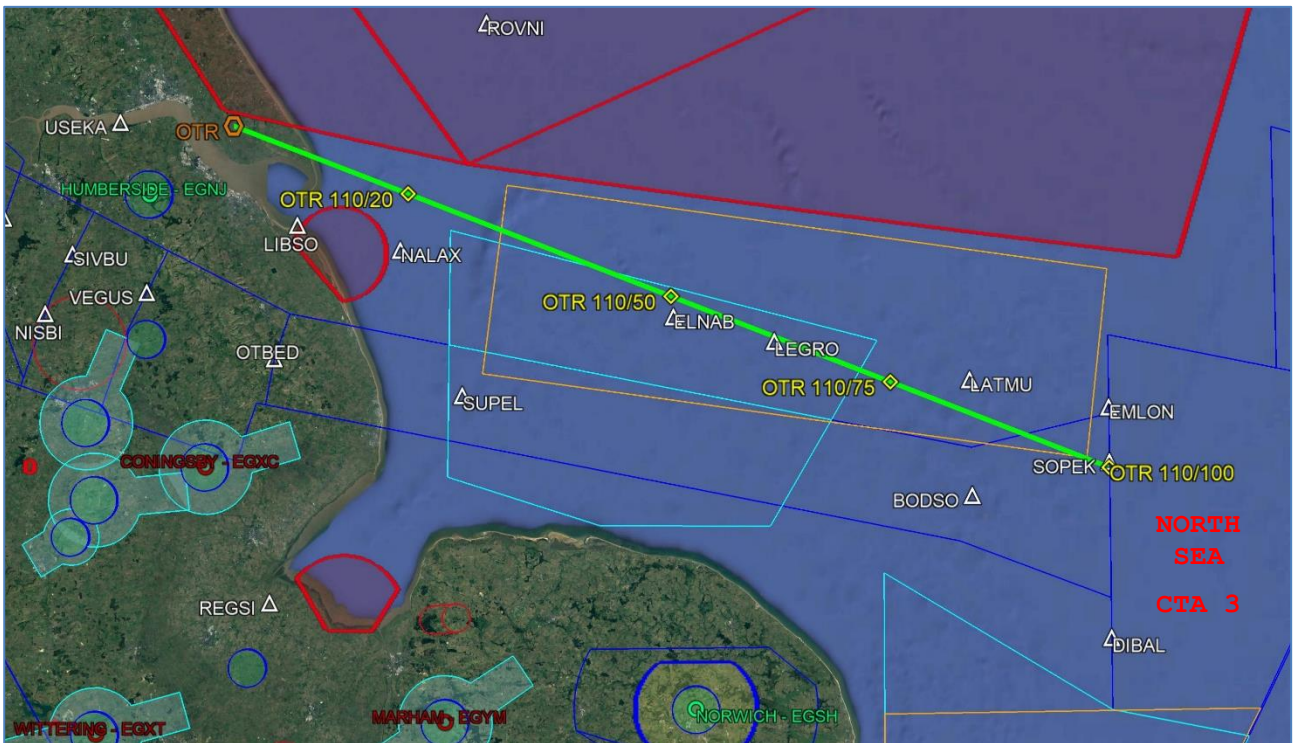 ROVNI
USEKA
OTR
HUMBERSIDE - EGNJ
OTR 110/20
LIBSO
NALAX
SIVBU
VEGUS
NISBI
OTR 110/50
ELNAB
LEGRO
OTBED
OTR 110/75
LATMU
SUPEL
EMLON
CONINGSBY - EGXC
SOPEK
OTR 110/100
BODSO
NORTH
SEA
CTA 3
REGSI
DIBAL
WITTERING - EGXT
MARHAM - EGYM
NORWICH - EGSH